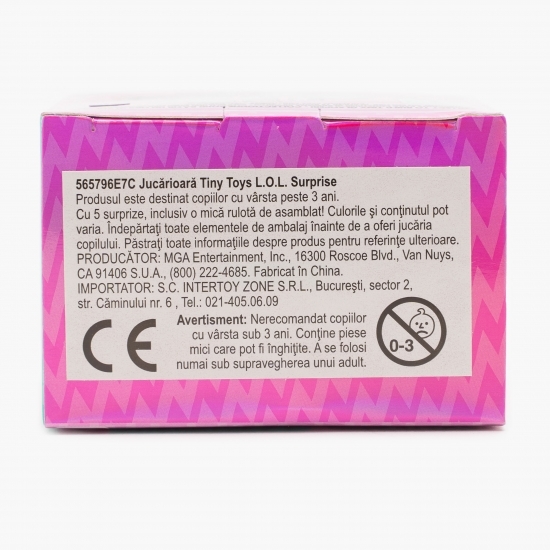 565796E7C Jucărioară Tiny Toys L.O.L. Surprise
Produsul este destinat copiilor cu vârsta peste 3 ani.
Cu 5 surprize, inclusiv o mică rulotă de asamblat! Culorile şi conţinutul pot
varia. Îndepărtaţi toate elementele de ambalaj înainte de a oferi jucăria
copilului. Păstraţi toate informaţiile despre produs pentru referinţe ulterioare.
PRODUCĂTOR: MGA Entertainment, Inc., 16300 Roscoe Blvd., Van Nuys,
CA 91406 S.U.A., (800) 222-4685. Fabricat în China.
IMPORTATOR: S.C. INTERTOY ZONE S.R.L., Bucureşti, sector 2,
str. Căminului nr. 6 , Tel.: 021-405.06.09
CE
Avertisment: Nerecomandat copiilor
cu vârsta sub 3 ani. Conţine piese
mici care pot fi înghiţite. A se folosi
numai sub supravegherea unui adult.
0-3